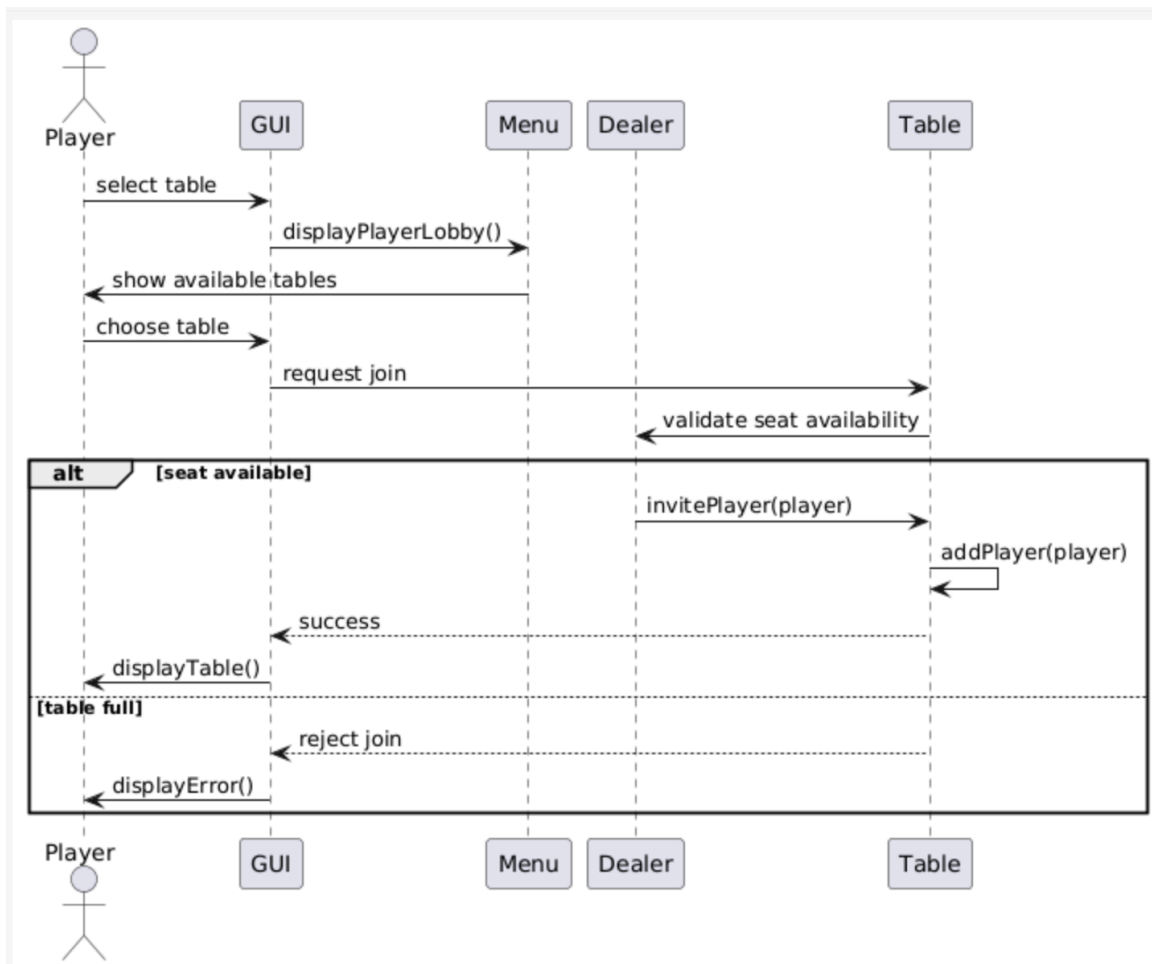 Player
GUI
Menu
Dealer
Table
select table
displayPlayerLobby()
show available tables
choose table
request join
validate seat availability
alt
[seat available]
invitePlayer(player)
addPlayer(player)
success
displayTable()
[table full]
reject join
displayError()
Player
GUI
Menu
Dealer
Table